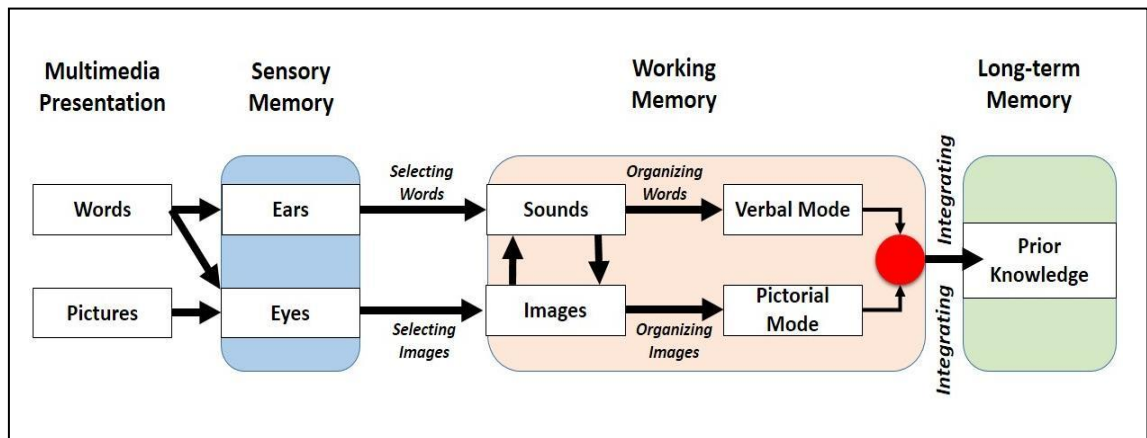 Multimedia
Presentation
Sensory
Memory
Working
Memory
Long-term
Memory
Selecting
Words
Organizing
Words
Integrating
Words
Ears
Sounds
Verbal Mode
Prior
Knowledge
Pictures
Eyes
Images
Pictorial
Mode
Selecting
Images
Organizing
Images
Integrating